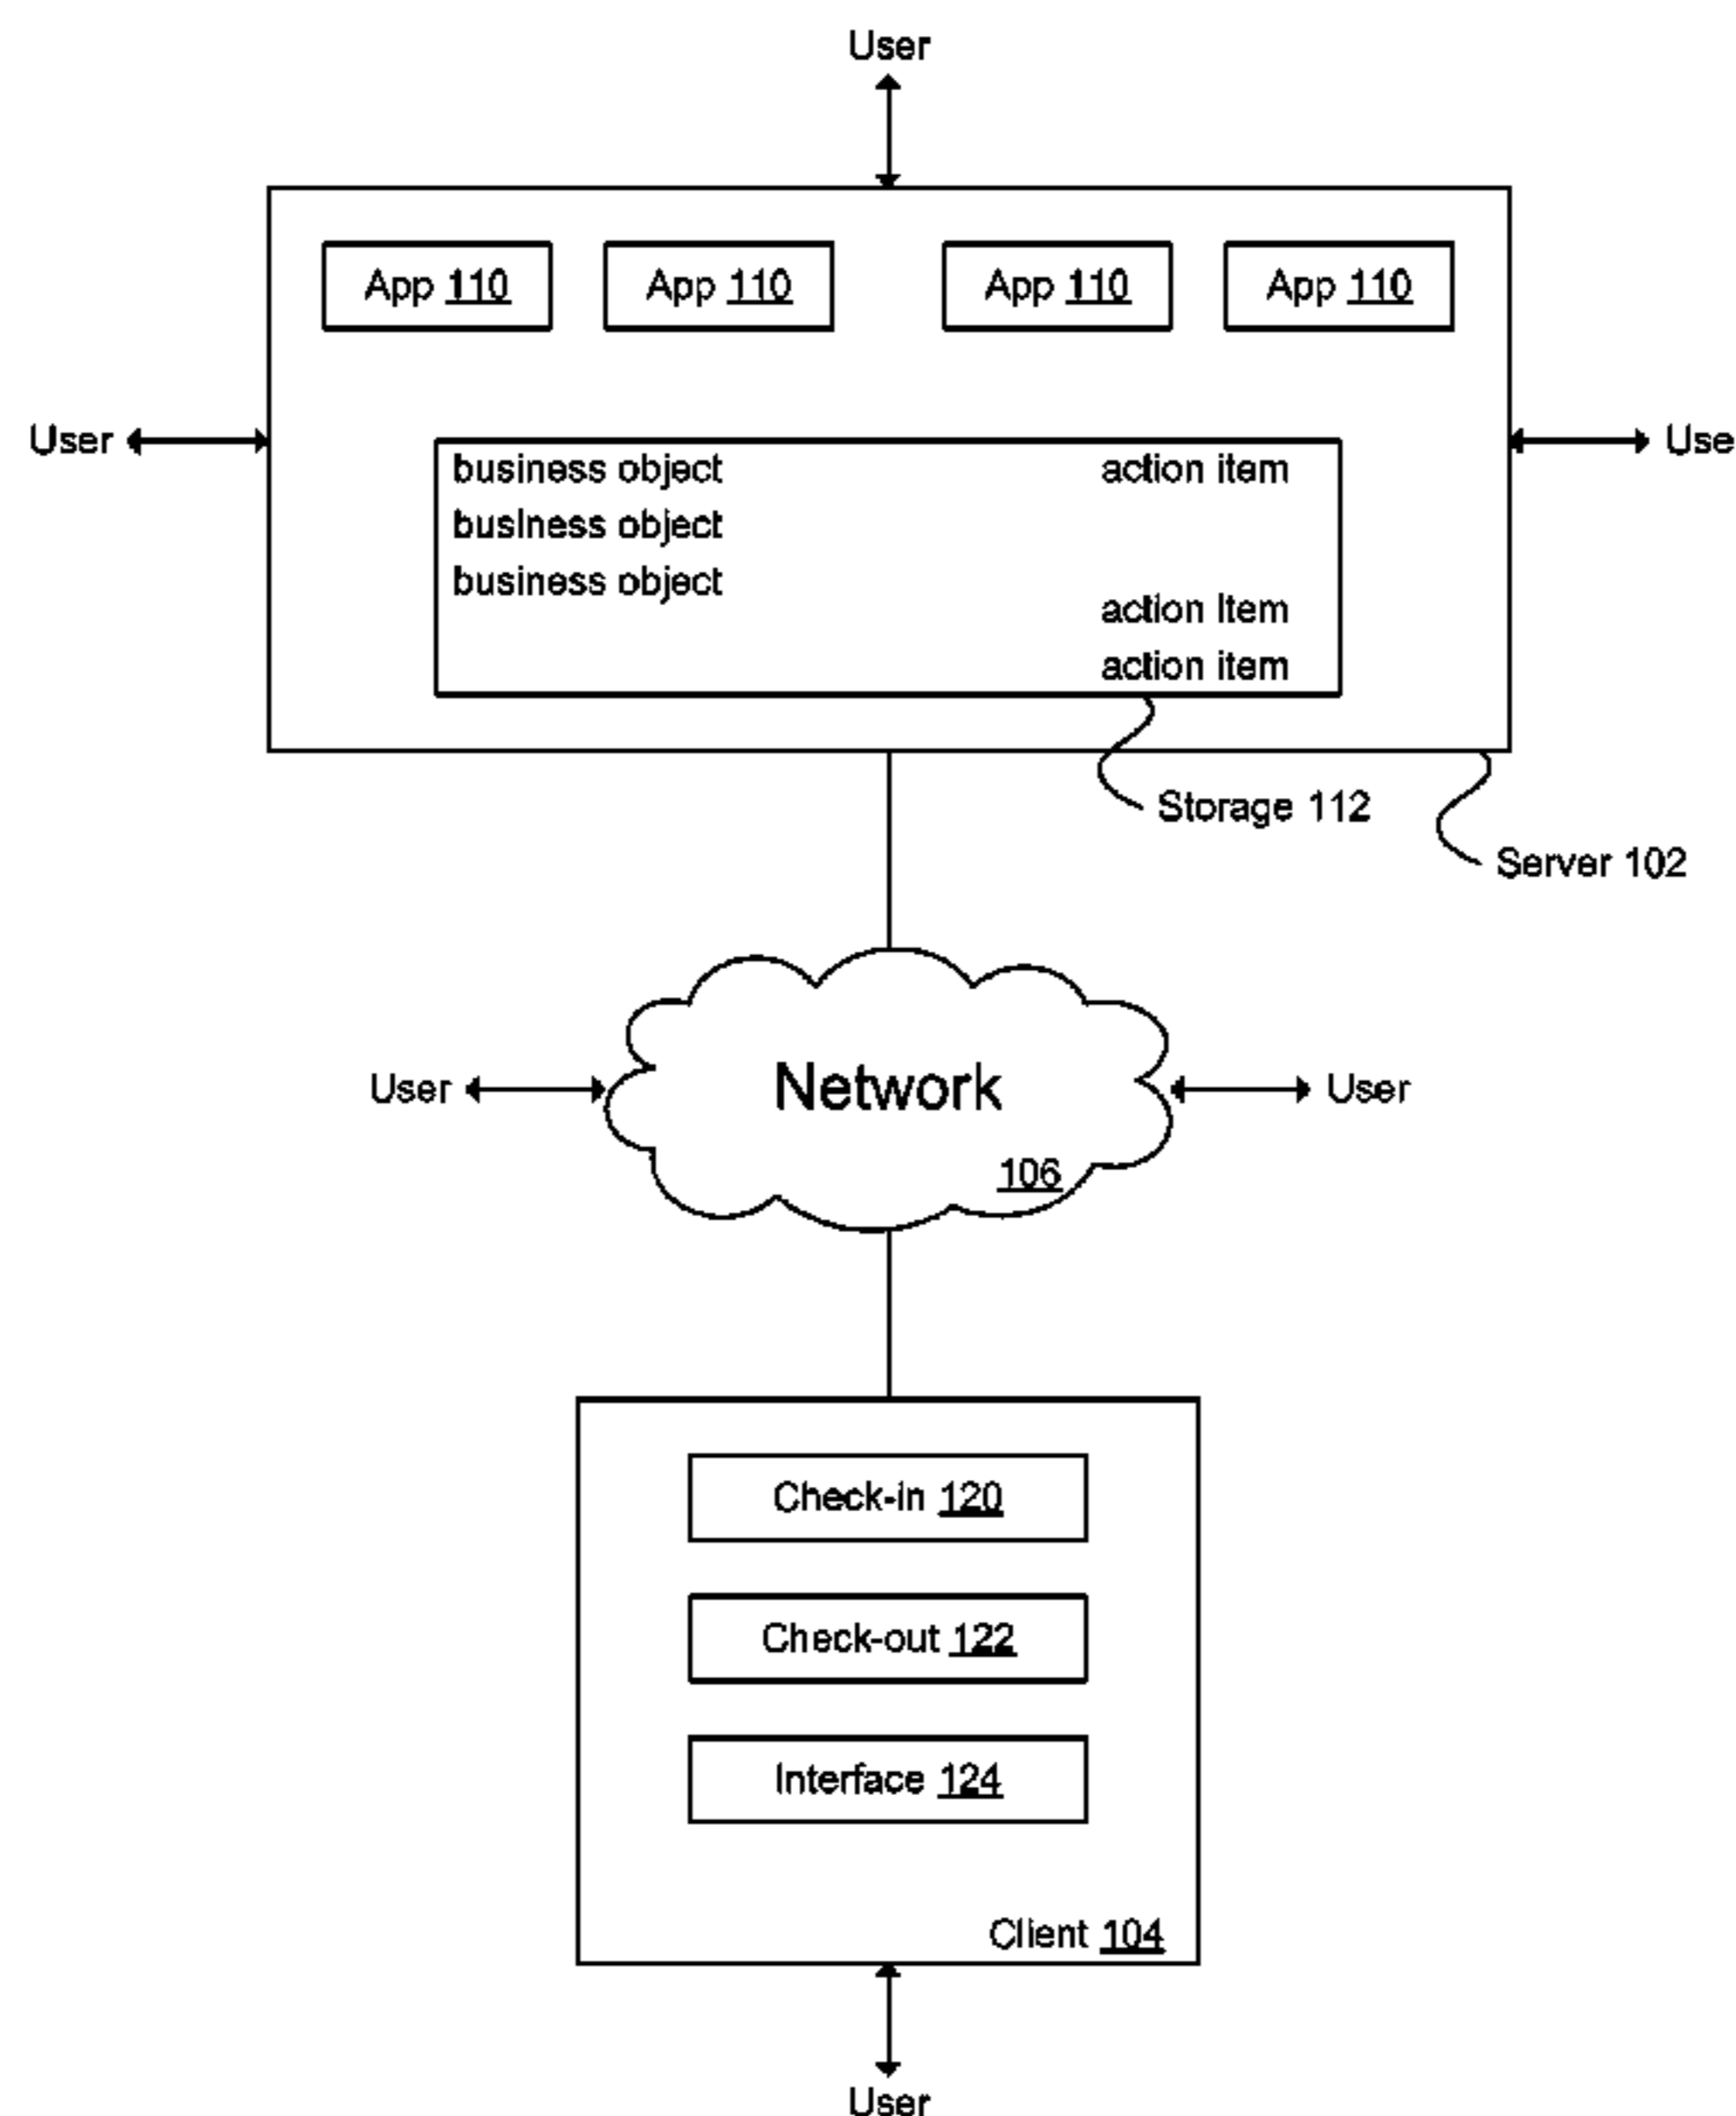 User
App 110 App 110 App 110 App 110
User
Use
business object action item
business object
business object
action item
action item
Storage 112
Server 102
User Network User
106
Check-in 120
Check-out 122
Interface 124
Client 104
User